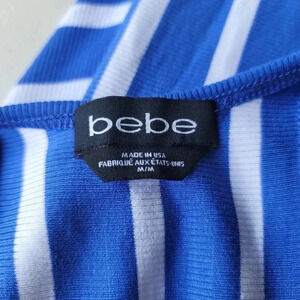 bebe
MADE IN USA
FABRIQUÉ AUX ÉTATS-UNIS
M/M